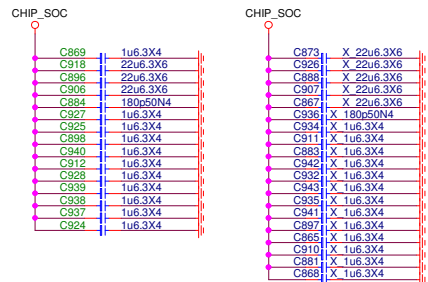 CHIP_SOC
C869 1u6.3X4
C918 22u6.3X6
C896 22u6.3X6
C906 22u6.3X6
C884 180p50N4
C927 1u6.3X4
C925 1u6.3X4
C898 1u6.3X4
C940 1u6.3X4
C912 1u6.3X4
C928 1u6.3X4
C939 1u6.3X4
C938 1u6.3X4
C937 1u6.3X4
C924 1u6.3X4
CHIP_SOC
C873 X_22u6.3X6
C926 X_22u6.3X6
C888 X_22u6.3X6
C907 X_22u6.3X6
C867 X_22u6.3X6
C936 X_180p50N4
C934 X_1u6.3X4
C911 X_1u6.3X4
C883 X_1u6.3X4
C942 X_1u6.3X4
C932 X_1u6.3X4
C943 X_1u6.3X4
C935 X_1u6.3X4
C941 X_1u6.3X4
C897 X_1u6.3X4
C865 X_1u6.3X4
C910 X_1u6.3X4
C881 X_1u6.3X4
C868 X_1u6.3X4